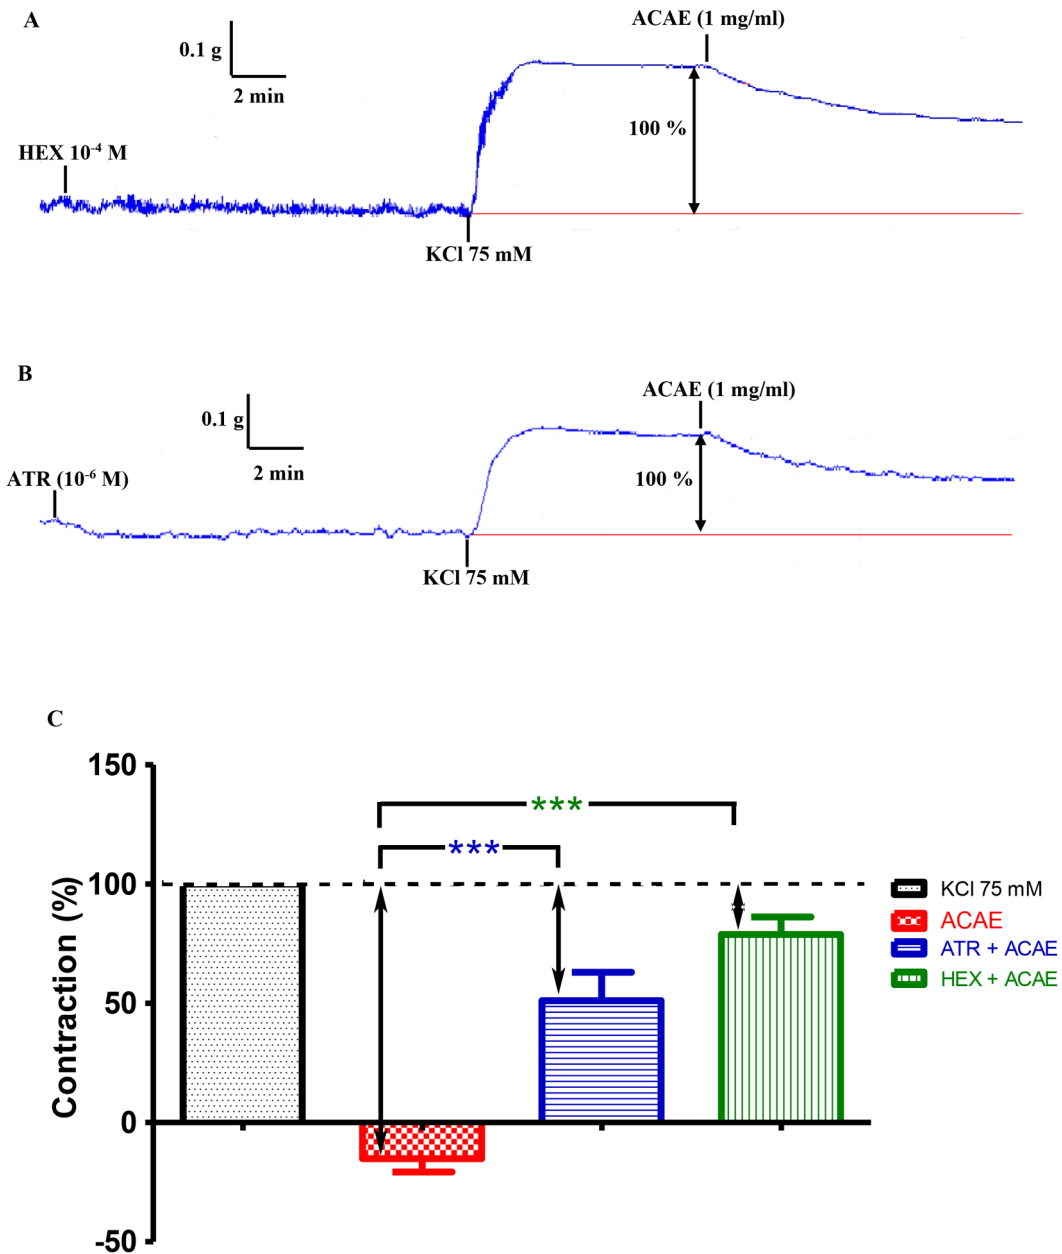 A
ACAE (1 mg/ml)
0.1 g
2 min
100 %
HEX 10⁻⁴ M
KCl 75 mM
B
ACAE (1 mg/ml)
0.1 g
2 min
100 %
ATR (10⁻⁶ M)
KCl 75 mM
C
Contraction (%)
150
100
50
0
-50
***
***
KCl 75 mM
ACAE
ATR + ACAE
HEX + ACAE